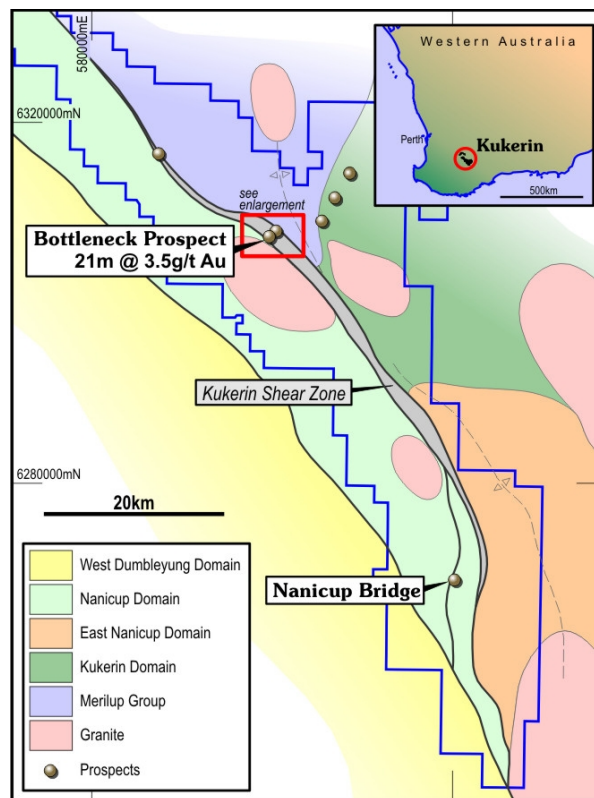 580000mE
6320000mN
Western Australia
Perth
Kukerin
500km
see
enlargement
Bottleneck Prospect
21m @ 3.5g/t Au
Kukerin Shear Zone
6280000mN
20km
Nanicup Bridge
West Dumbleyung Domain
Nanicup Domain
East Nanicup Domain
Kukerin Domain
Merilup Group
Granite
Prospects